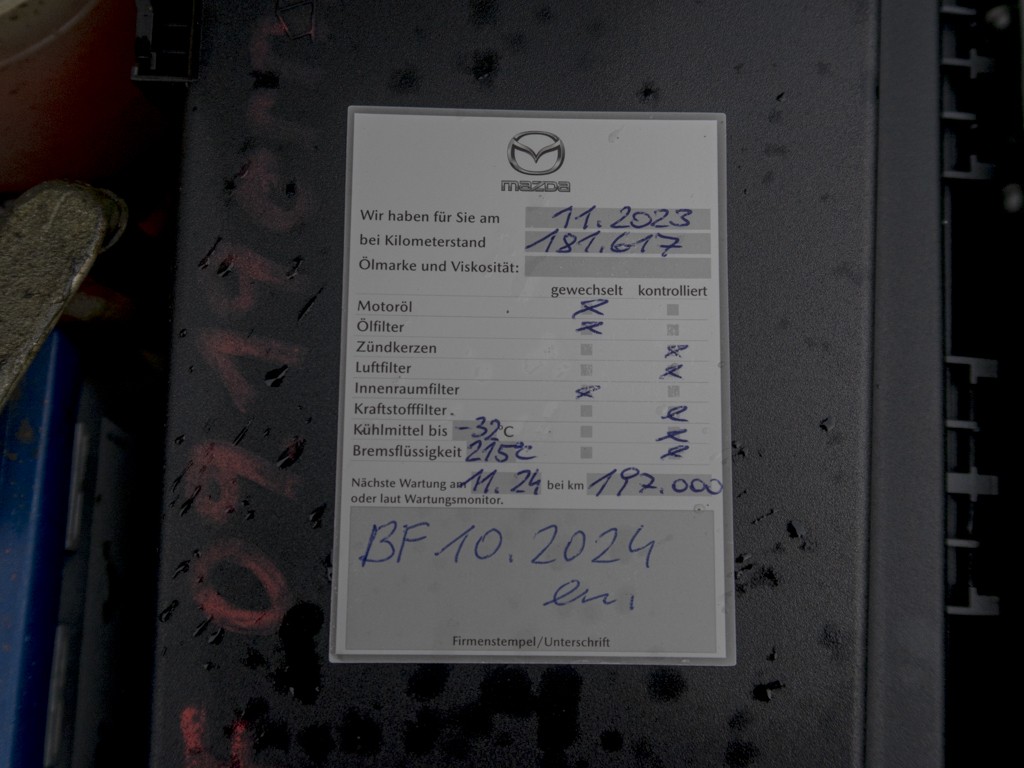 mazda
Wir haben für Sie am 11.2023
bei Kilometerstand 181.617
Ölmarke und Viskosität:
gewechselt kontrolliert
Motoröl
Ölfilter
Zündkerzen
Luftfilter
Innenraumfilter
Kraftstofffilter
Kühlmittel bis -32°C
Bremsflüssigkeit 215°C
Nächste Wartung am 11.24 bei km 197.000
oder laut Wartungsmonitor.
BF 10.2024
Firmenstempel/Unterschrift